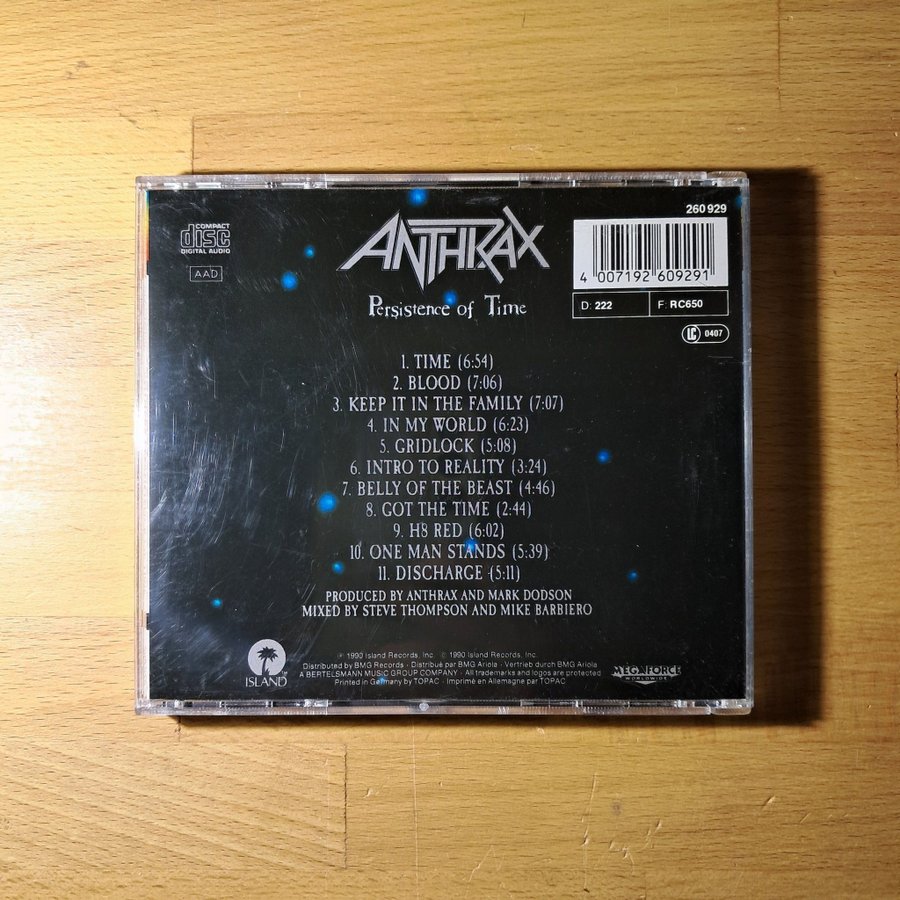 COMPACT
disc
DIGITAL AUDIO
AAD
ANTHRAX
Persistence of Time
260 929
4 007192 609291
D: 222 F: RC650
LC 0407
1. TIME (6:54)
2. BLOOD (7:06)
3. KEEP IT IN THE FAMILY (7:07)
4. IN MY WORLD (6:23)
5. GRIDLOCK (5:08)
6. INTRO TO REALITY (3:24)
7. BELLY OF THE BEAST (4:46)
8. GOT THE TIME (2:44)
9. H8 RED (6:02)
10. ONE MAN STANDS (5:39)
11. DISCHARGE (5:11)
PRODUCED BY ANTHRAX AND MARK DODSON
MIXED BY STEVE THOMPSON AND MIKE BARBIERO
ISLAND
℗ 1990 Island Records, Inc. © 1990 Island Records, Inc.
Distributed by BMG Records · Distribué par BMG Ariola · Vertrieb durch BMG Ariola
A BERTELSMANN MUSIC GROUP COMPANY · All trademarks and logos are protected
Printed in Germany by TOPAC · Imprimé en Allemagne par TOPAC
MEGAFORCE
WORLDWIDE